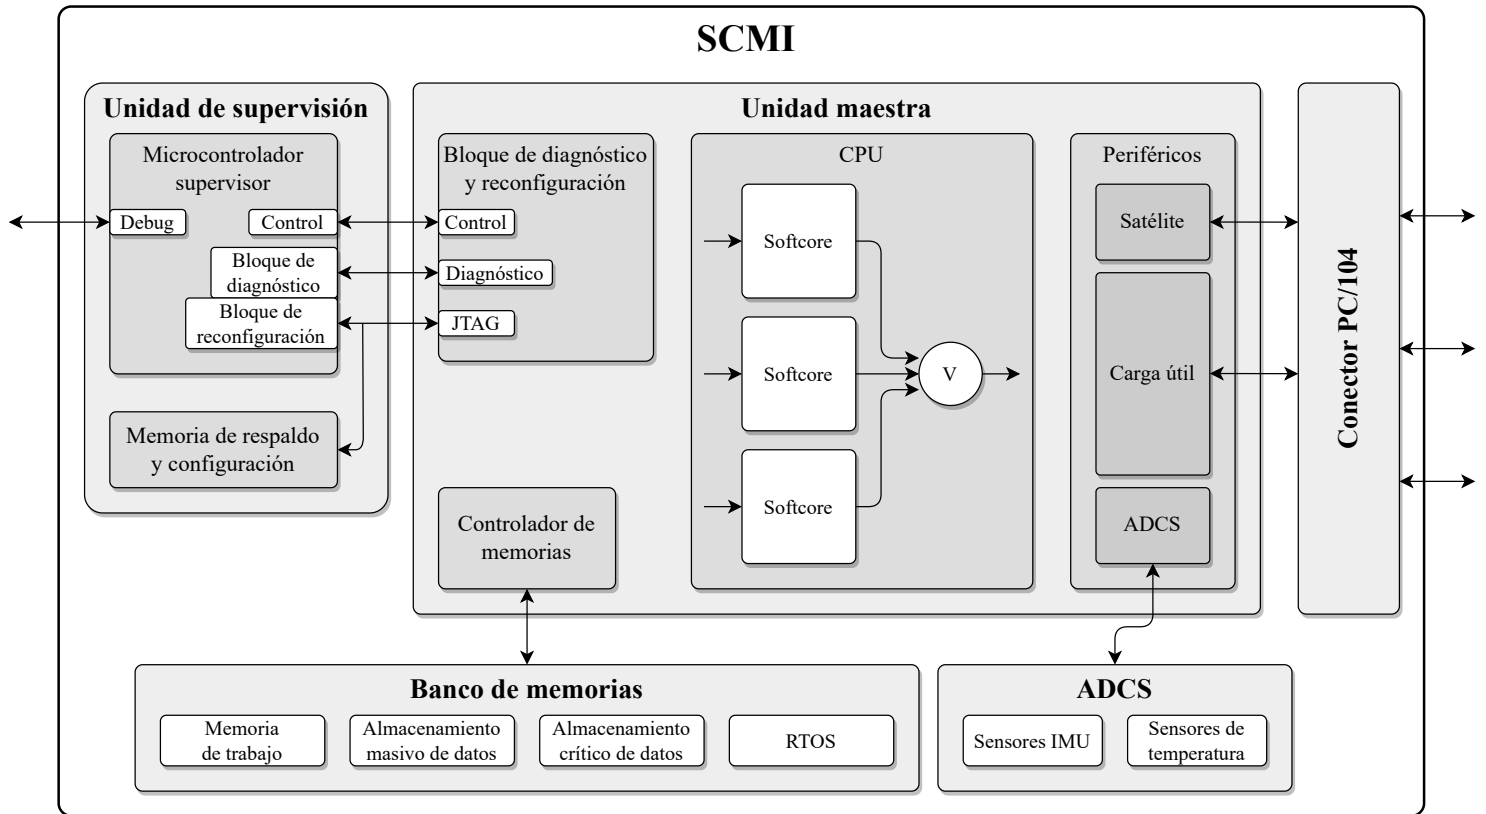 SCMI
Unidad de supervisión
Microcontrolador
supervisor
Debug
Control
Bloque de
diagnóstico
Bloque de
reconfiguración
Memoria de respaldo
y configuración
Unidad maestra
Bloque de diagnóstico
y reconfiguración
Control
Diagnóstico
JTAG
Controlador de
memorias
CPU
Softcore
Softcore
Softcore
V
Periféricos
Satélite
Carga útil
ADCS
Conector PC/104
Banco de memorias
Memoria
de trabajo
Almacenamiento
masivo de datos
Almacenamiento
crítico de datos
RTOS
ADCS
Sensores IMU
Sensores de
temperatura